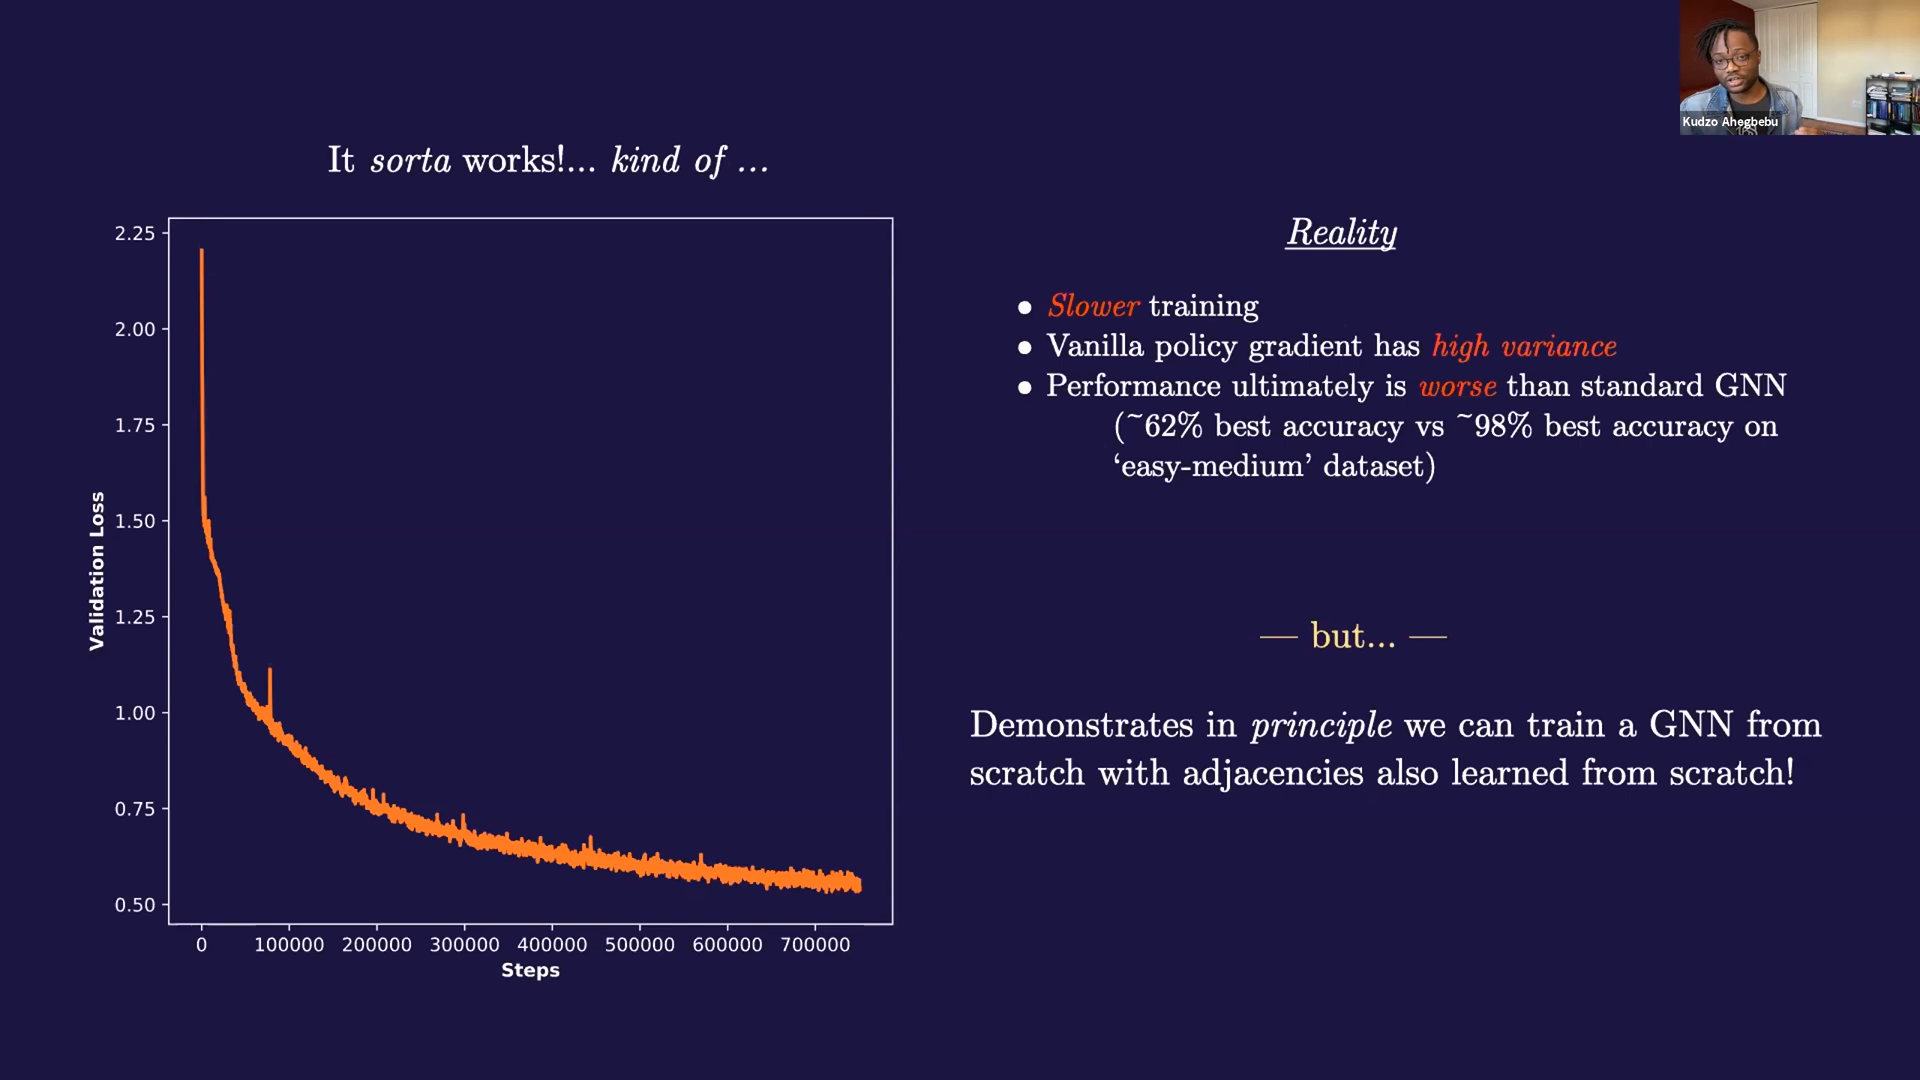 Kudzo Ahegbebu
It sorta works!... kind of ...
2.25
2.00
1.75
1.50
1.25
1.00
0.75
0.50
Validation Loss
0 100000 200000 300000 400000 500000 600000 700000
Steps
Reality
● Slower training
● Vanilla policy gradient has high variance
● Performance ultimately is worse than standard GNN
(~62% best accuracy vs ~98% best accuracy on
‘easy-medium’ dataset)
— but... —
Demonstrates in principle we can train a GNN from
scratch with adjacencies also learned from scratch!